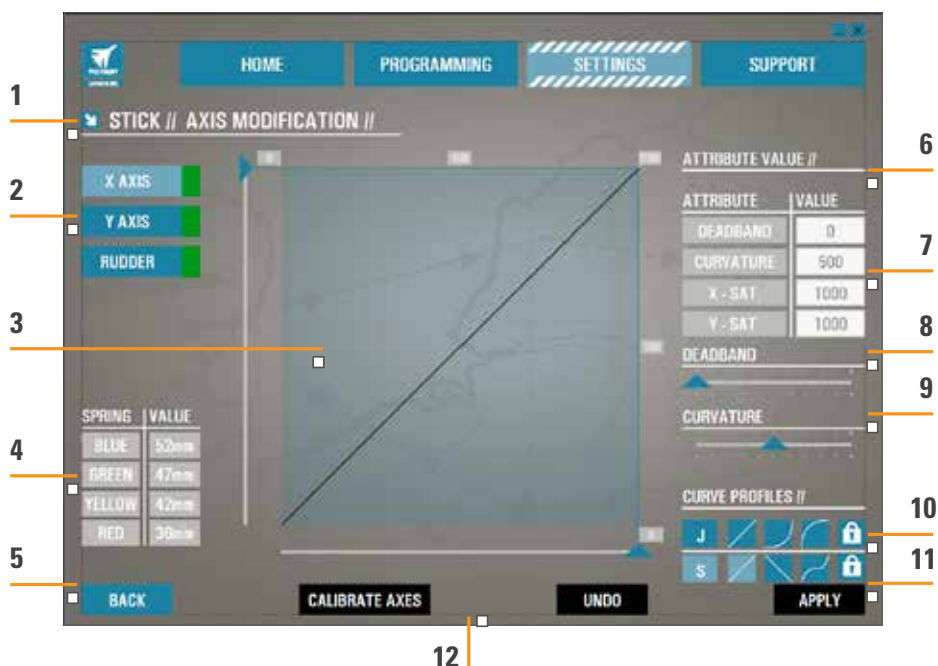 HOME PROGRAMMING SETTINGS SUPPORT
1
STICK // AXIS MODIFICATION //
2
X AXIS
Y AXIS
RUDDER
3
4
SPRING VALUE
BLUE 52mm
GREEN 47mm
YELLOW 42mm
RED 36mm
5
BACK
CALIBRATE AXES
UNDO
APPLY
12
6
ATTRIBUTE VALUE //
ATTRIBUTE VALUE
DEADBAND 0
7
CURVATURE 500
X - SAT 1000
Y - SAT 1000
8
DEADBAND
9
CURVATURE
CURVE PROFILES //
10
J
11
S